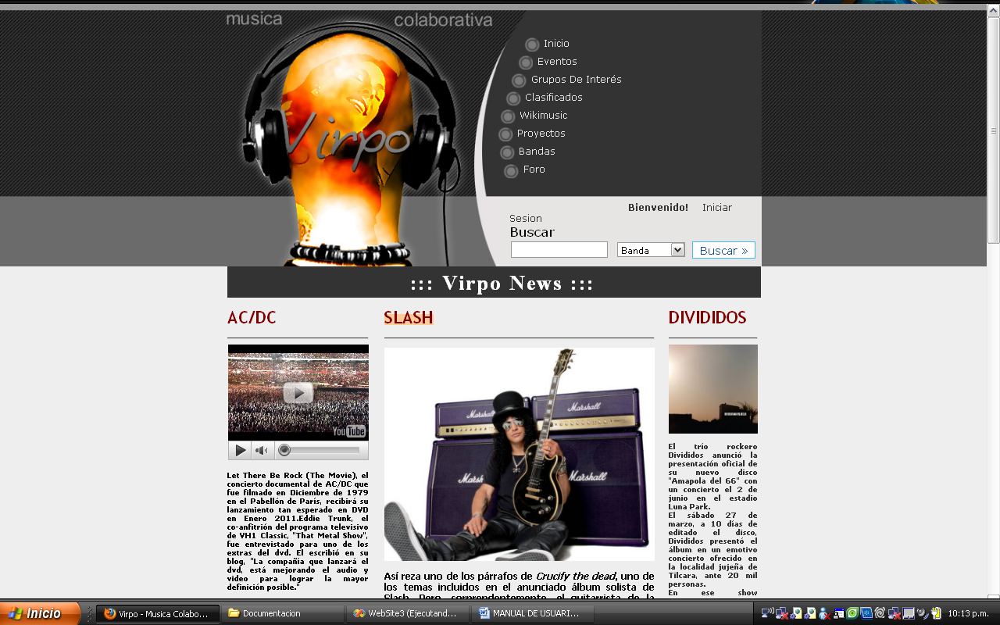 musica
colaborativa
Virpo
Inicio
Eventos
Grupos De Interés
Clasificados
Wikimusic
Proyectos
Bandas
Foro
Bienvenido! Iniciar
Sesion
Buscar
Banda
Buscar »
::: Virpo News :::
AC/DC
YouTube
Let There Be Rock (The Movie), el
concierto documental de AC/DC que
fue filmado en Diciembre de 1979
en el Pabellón de París, recibirá su
lanzamiento tan esperado en DVD
en Enero 2011.Eddie Trunk, el
co-anfitrión del programa televisivo
de VH1 Classic, "That Metal Show",
fue entrevistado para uno de los
extras del dvd. El escribió en su
blog, "La compañía que lanzará el
dvd, está mejorando el audio y
video para lograr la mayor
definición posible."
SLASH
Marshall
Marshall
Marshall
Marshall
Así reza uno de los párrafos de Crucify the dead, uno de
los temas incluidos en el anunciado álbum solista de
Slash. Pero, sorprendentemente, el guitarrista de la
DIVIDIDOS
El trío rockero
Divididos anunció la
presentación oficial de
su nuevo disco
"Amapola del 66" con
un concierto el 2 de
junio en el estadio
Luna Park.
El sábado 27 de
marzo, a 10 días de
editado el disco,
Divididos presentó el
álbum en un emotivo
concierto ofrecido en
la localidad jujeña de
Tilcara, ante 20 mil
personas.
En ese show
Inicio
Virpo - Musica Colabo...
Documentacion
WebSite3 (Ejecutand...
MANUAL DE USUARI...
10:13 p.m.